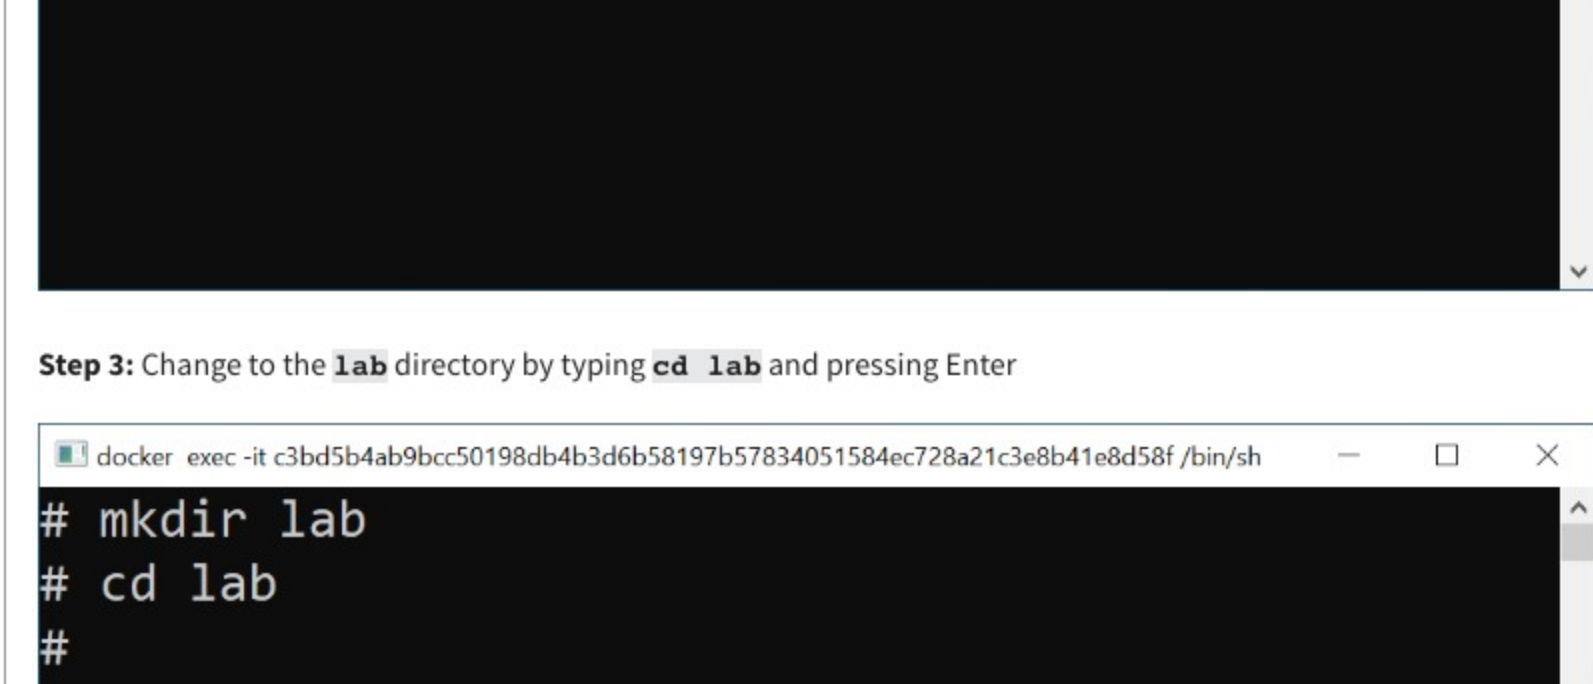 Step 3: Change to the lab directory by typing cd lab and pressing Enter
docker exec -it c3bd5b4ab9bcc50198db4b3d6b58197b57834051584ec728a21c3e8b41e8d58f /bin/sh
# mkdir lab
# cd lab
#